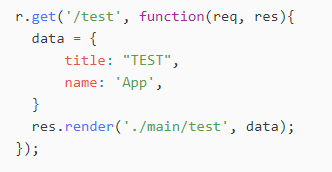 r.get('/test', function(req, res){
  data = {
      title: "TEST",
      name: 'App',
  }
  res.render('./main/test', data);
});